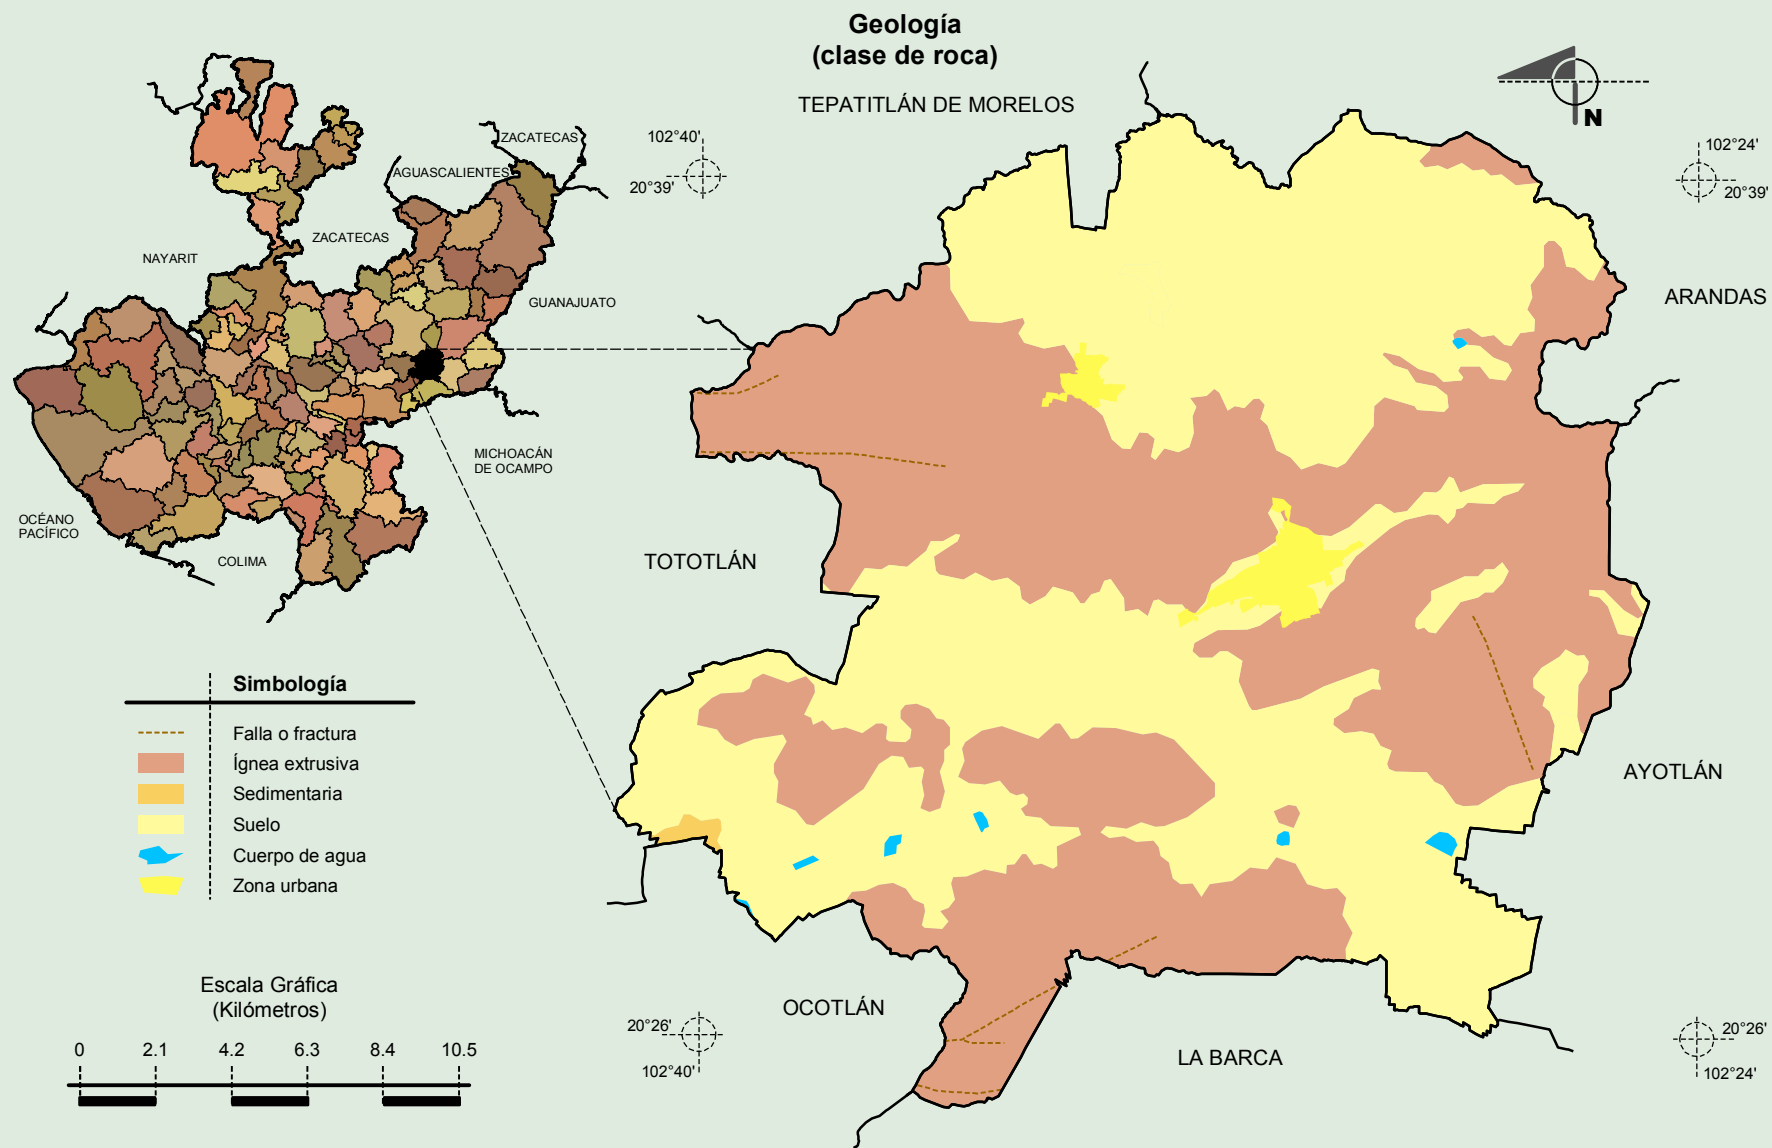 Geología
(clase de roca)
TEPATITLÁN DE MORELOS
N
102°40'
20°39'
102°24'
20°39'
ZACATECAS
AGUASCALIENTES
ZACATECAS
NAYARIT
GUANAJUATO
ARANDAS
MICHOACÁN
DE OCAMPO
OCÉANO
PACÍFICO
COLIMA
TOTOTLÁN
AYOTLÁN
Simbología
Falla o fractura
Ígnea extrusiva
Sedimentaria
Suelo
Cuerpo de agua
Zona urbana
Escala Gráfica
(Kilómetros)
0 2.1 4.2 6.3 8.4 10.5
OCOTLÁN
LA BARCA
20°26'
102°40'
20°26'
102°24'